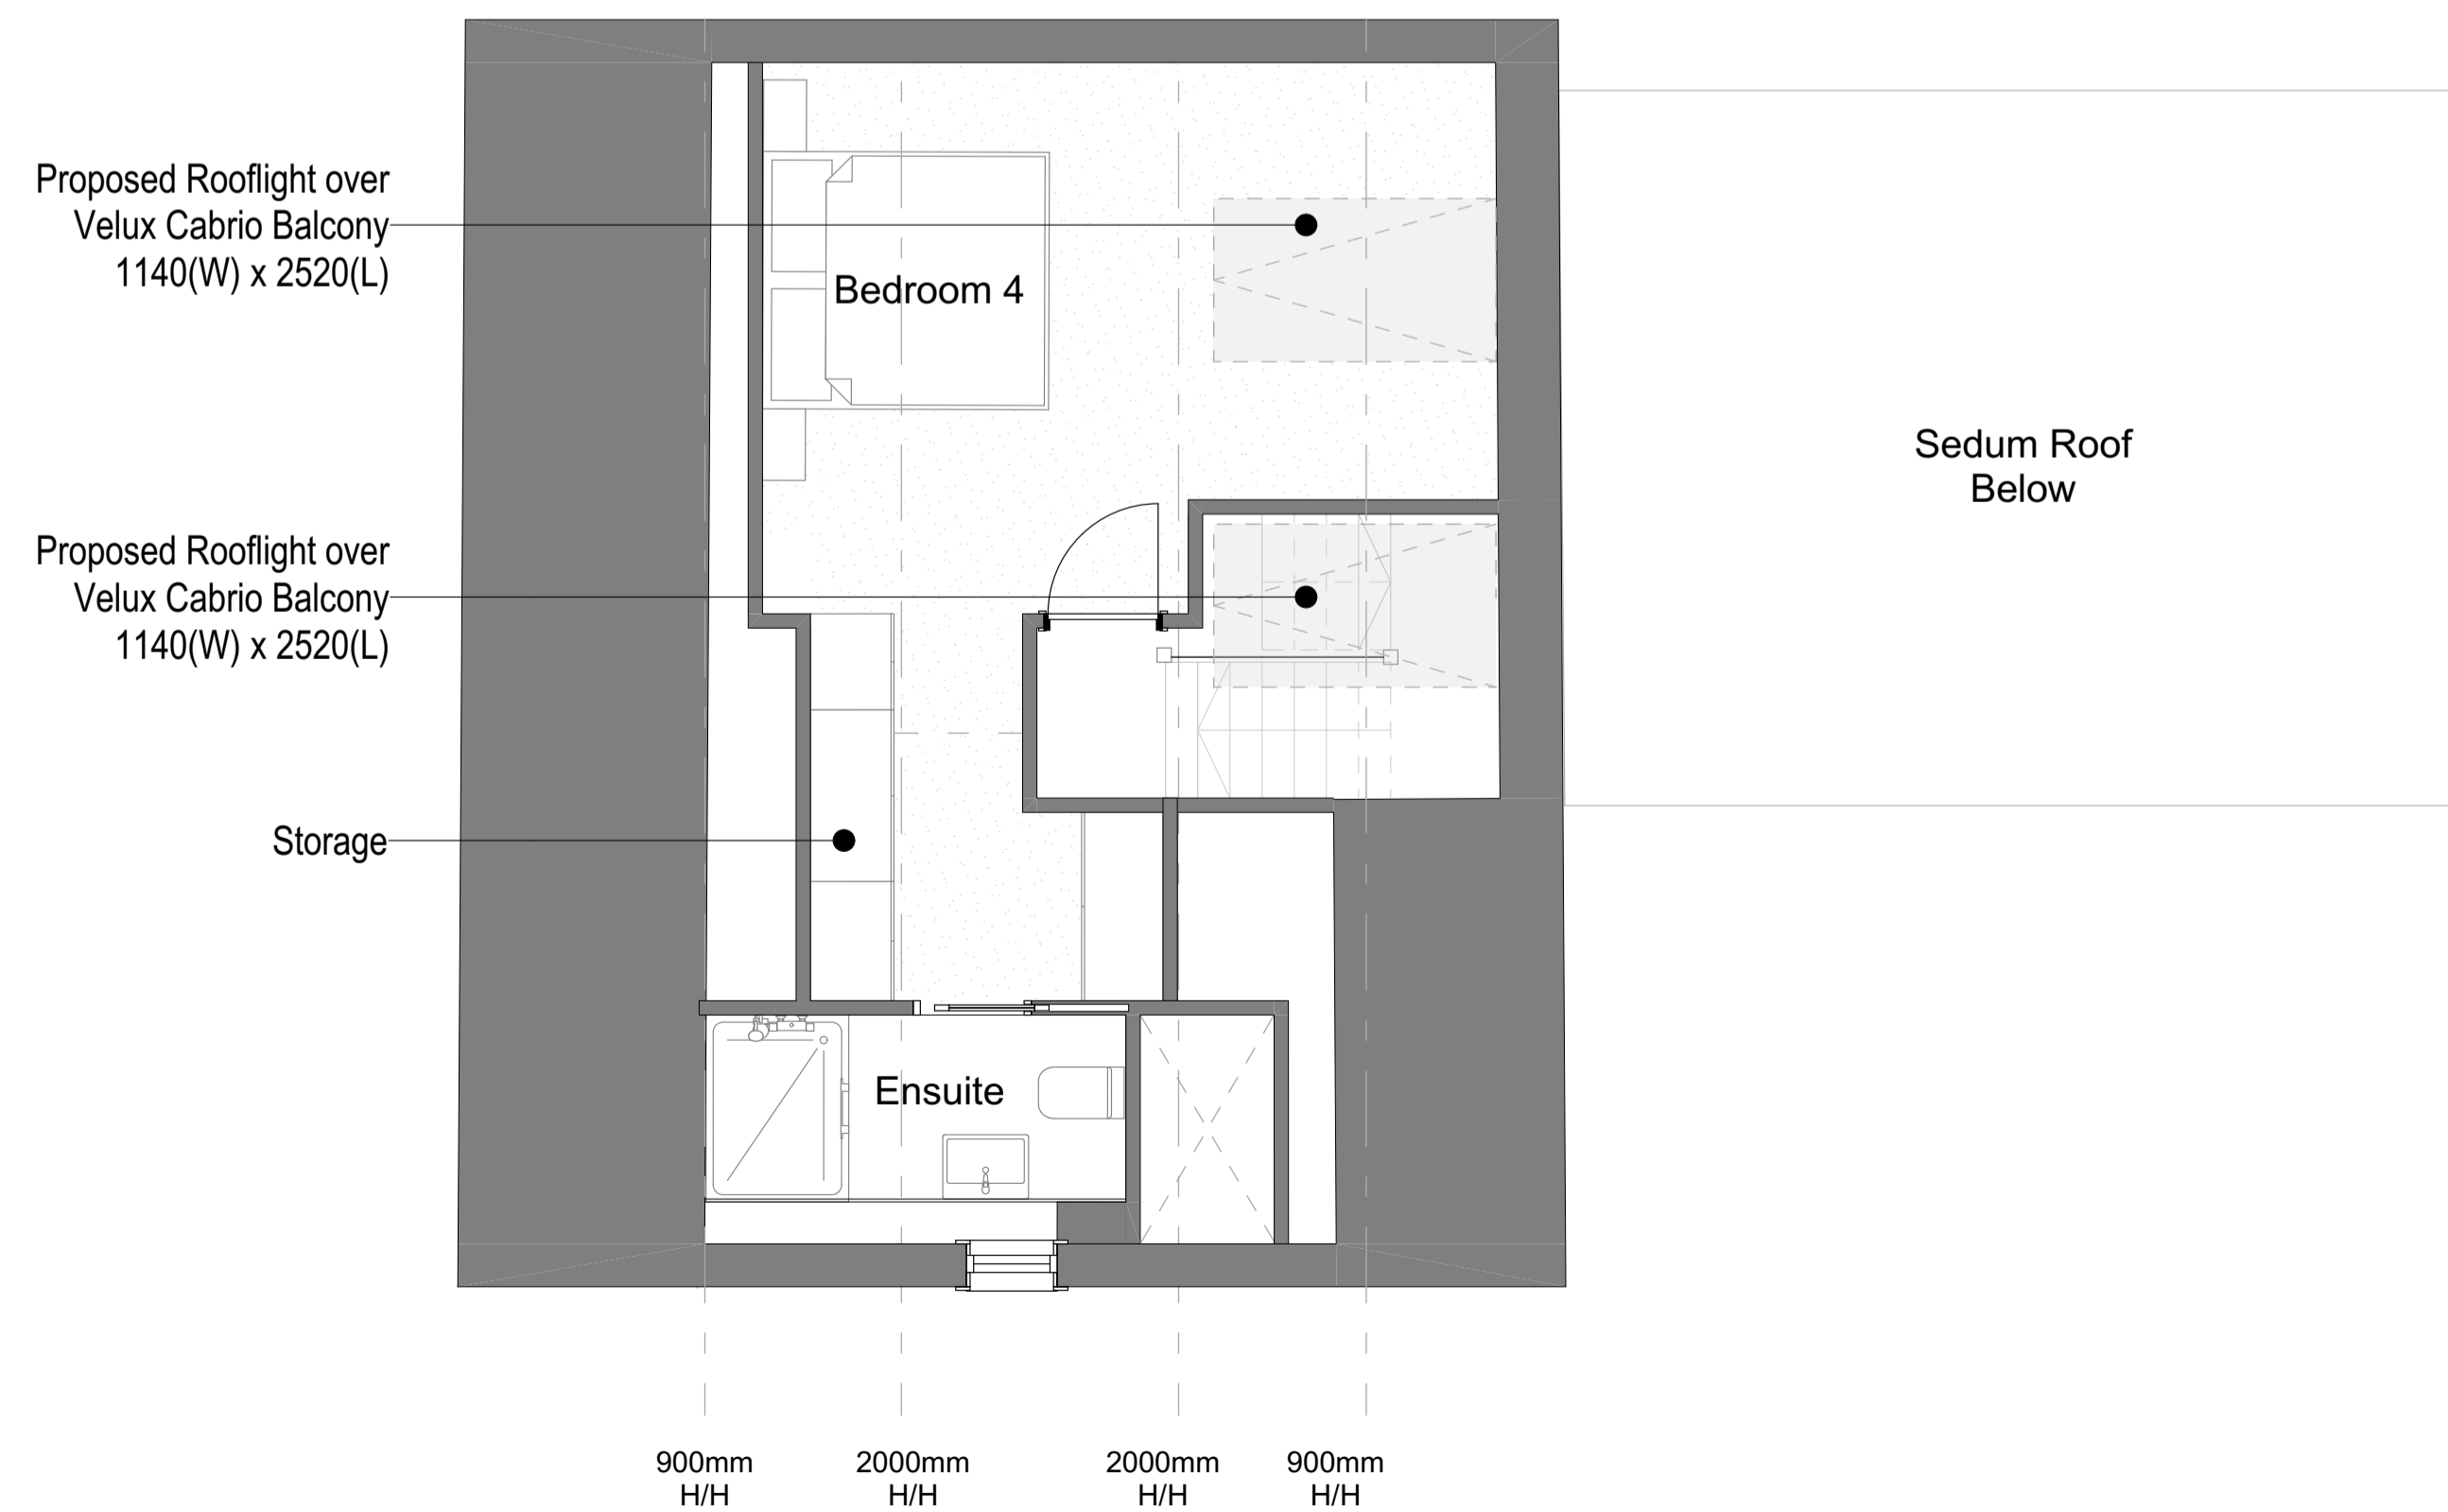 Proposed Rooflight over
Velux Cabrio Balcony
1140(W) x 2520(L)
Bedroom 4
Sedum Roof
Below
Proposed Rooflight over
Velux Cabrio Balcony
1140(W) x 2520(L)
Storage
Ensuite
900mm
H/H
2000mm
H/H
2000mm
H/H
900mm
H/H